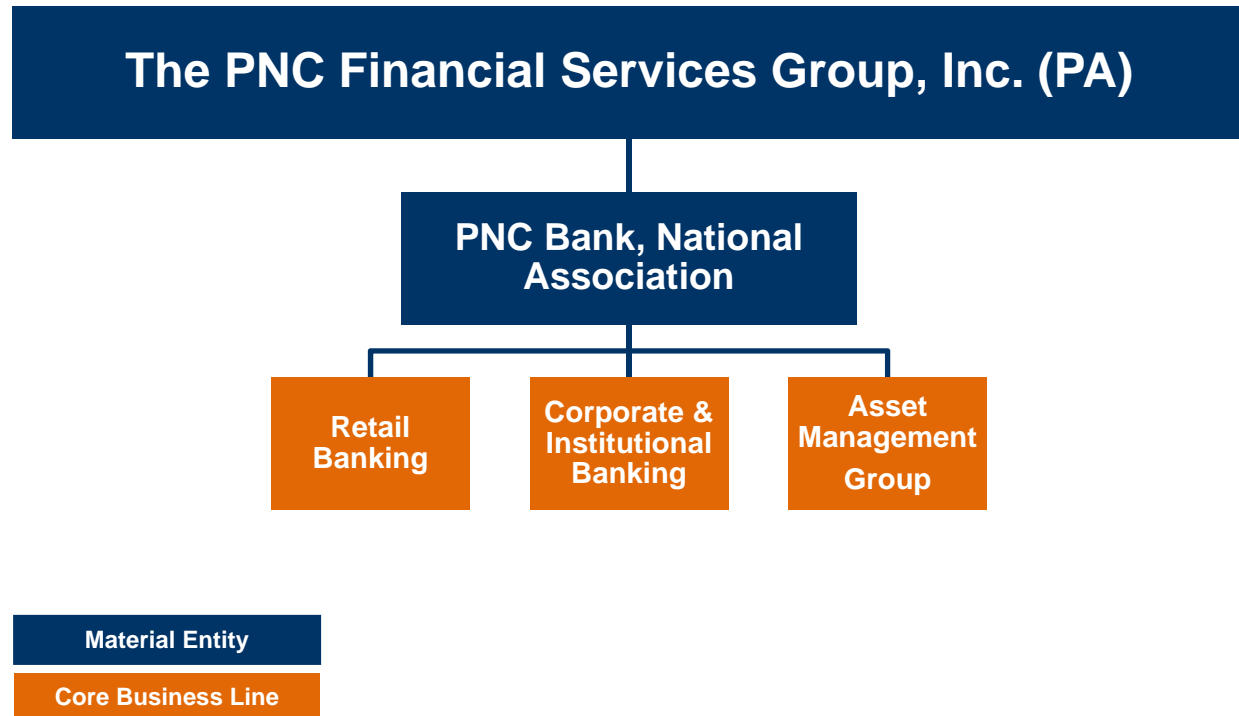 The PNC Financial Services Group, Inc. (PA)
PNC Bank, National
Association
Retail
Banking
Corporate &
Institutional
Banking
Asset
Management
Group
Material Entity
Core Business Line